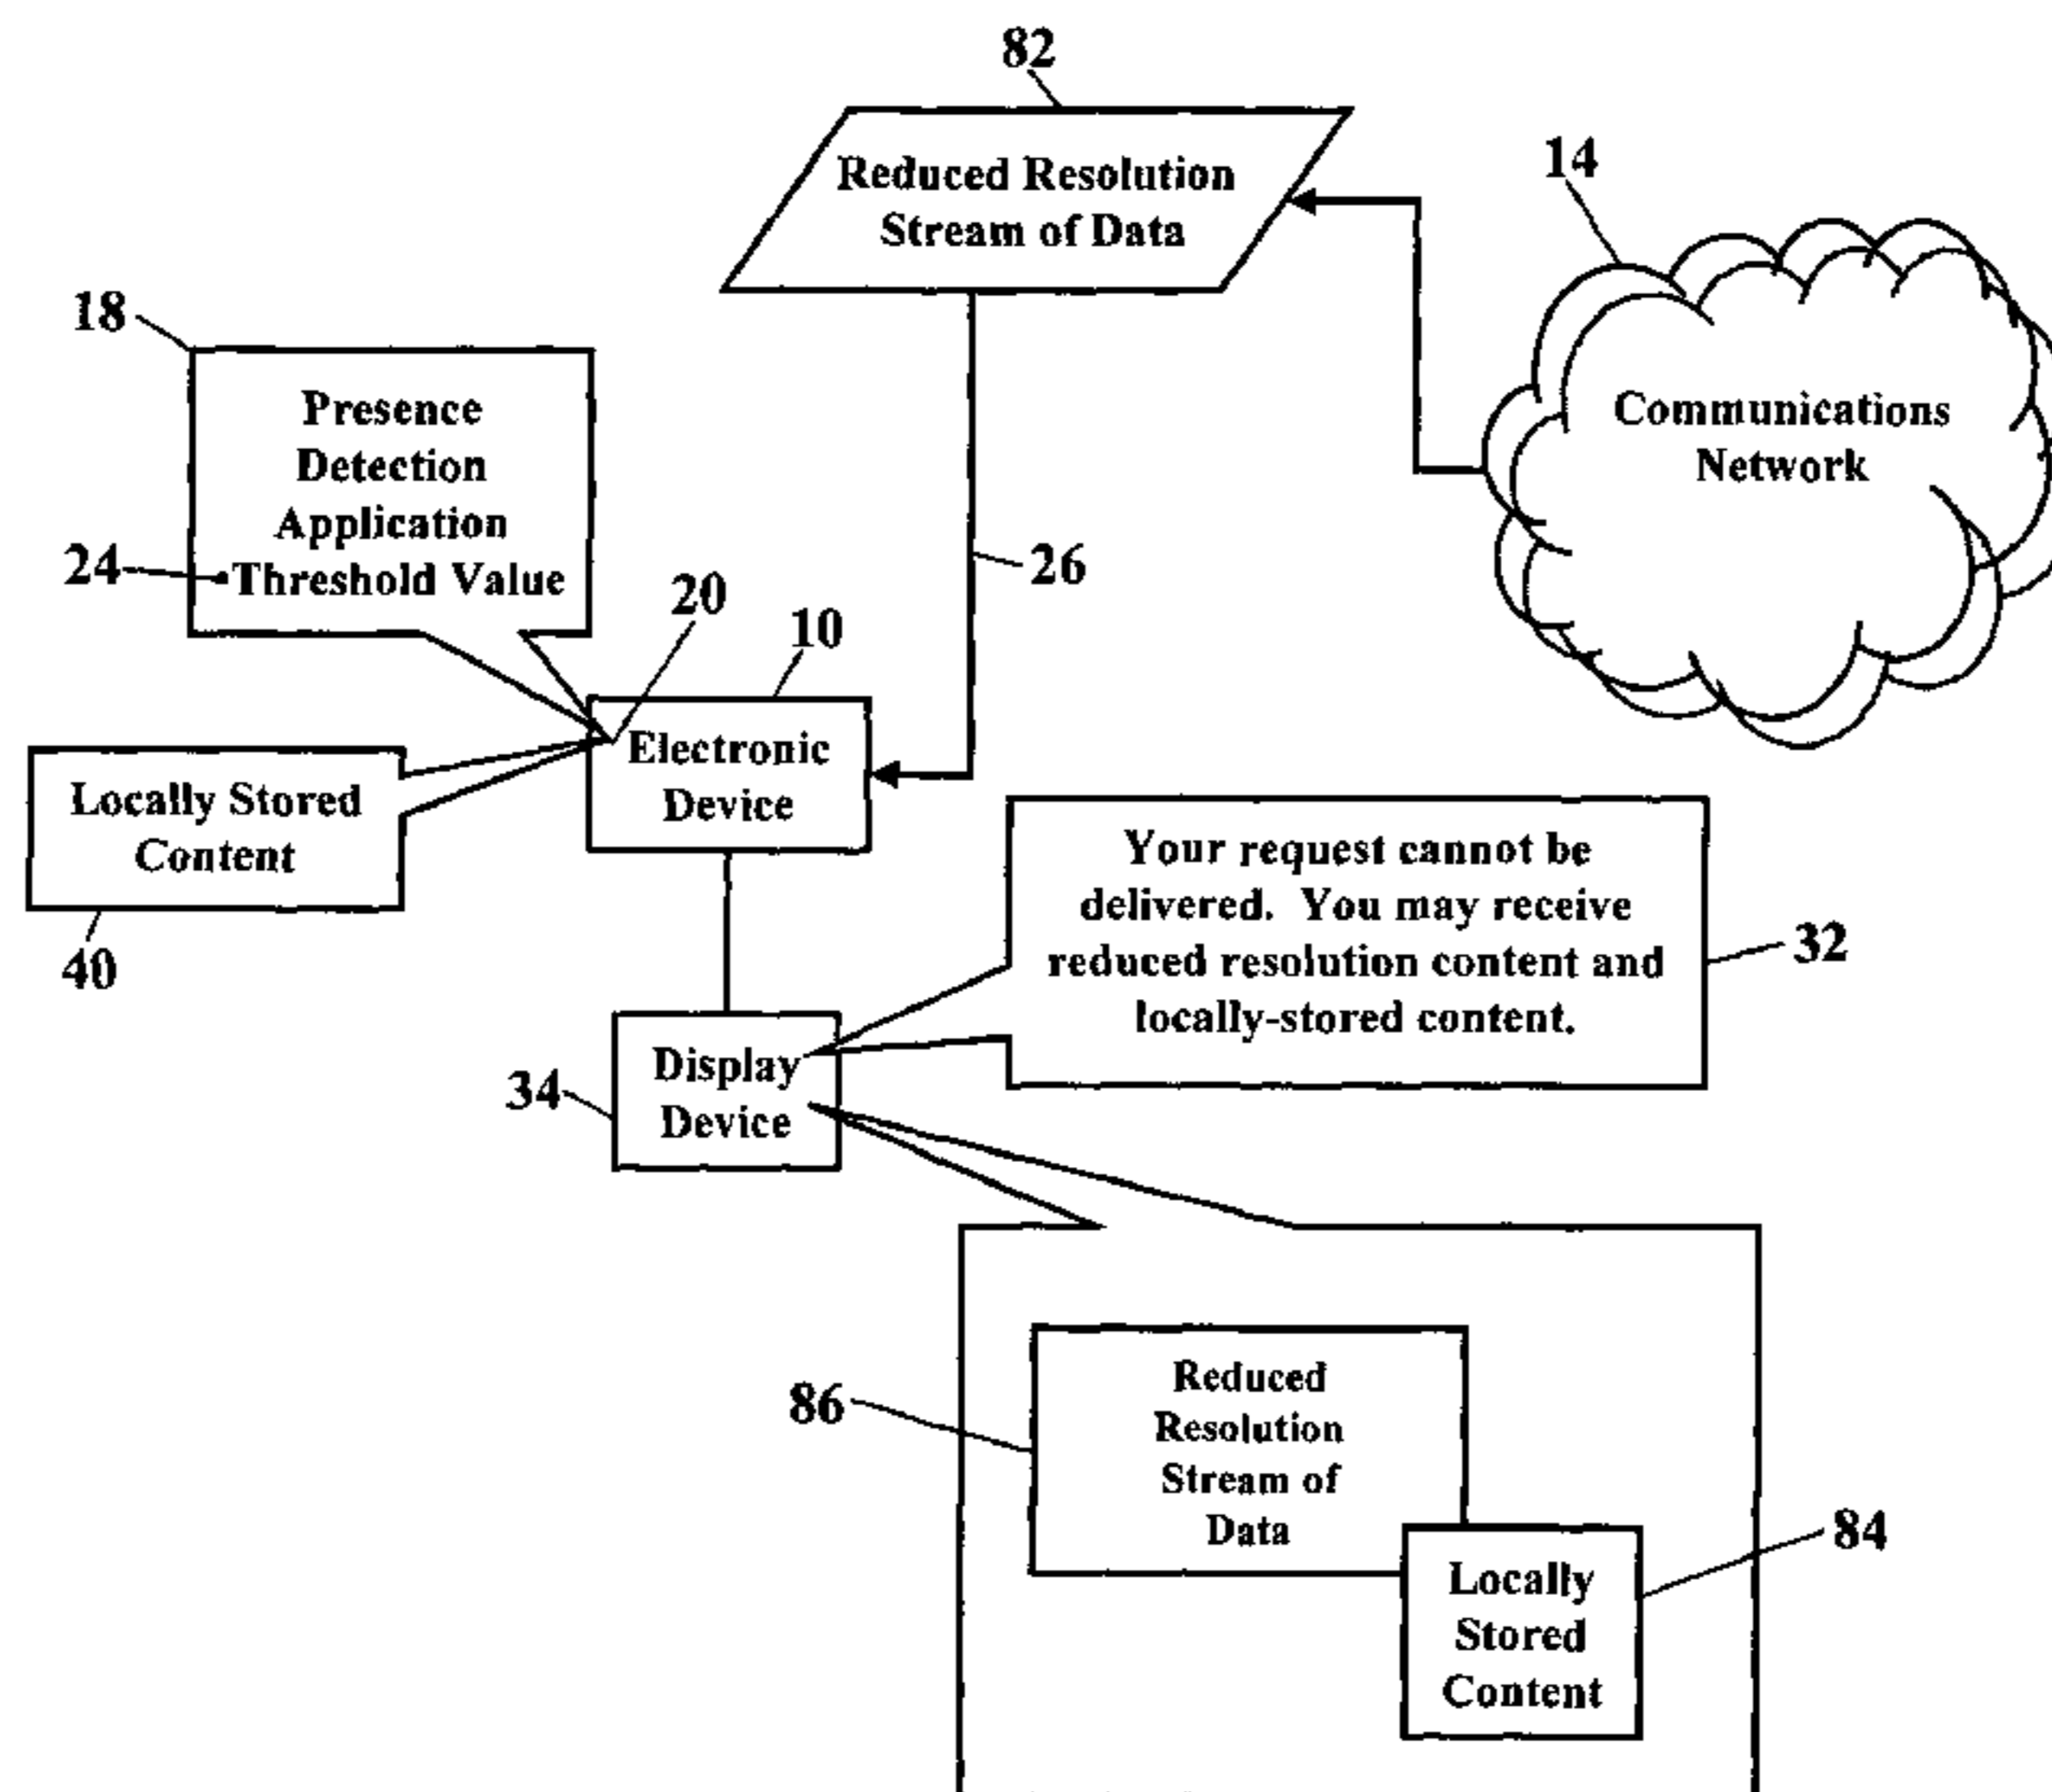 82
Reduced Resolution
Stream of Data
14
Communications
Network
18
Presence
Detection
Application
24
•Threshold Value
20
10
26
Electronic
Device
Locally Stored
Content
40
Your request cannot be
delivered. You may receive
reduced resolution content and
locally-stored content.
32
Display
Device
34
Reduced
Resolution
Stream of
Data
86
84
Locally
Stored
Content